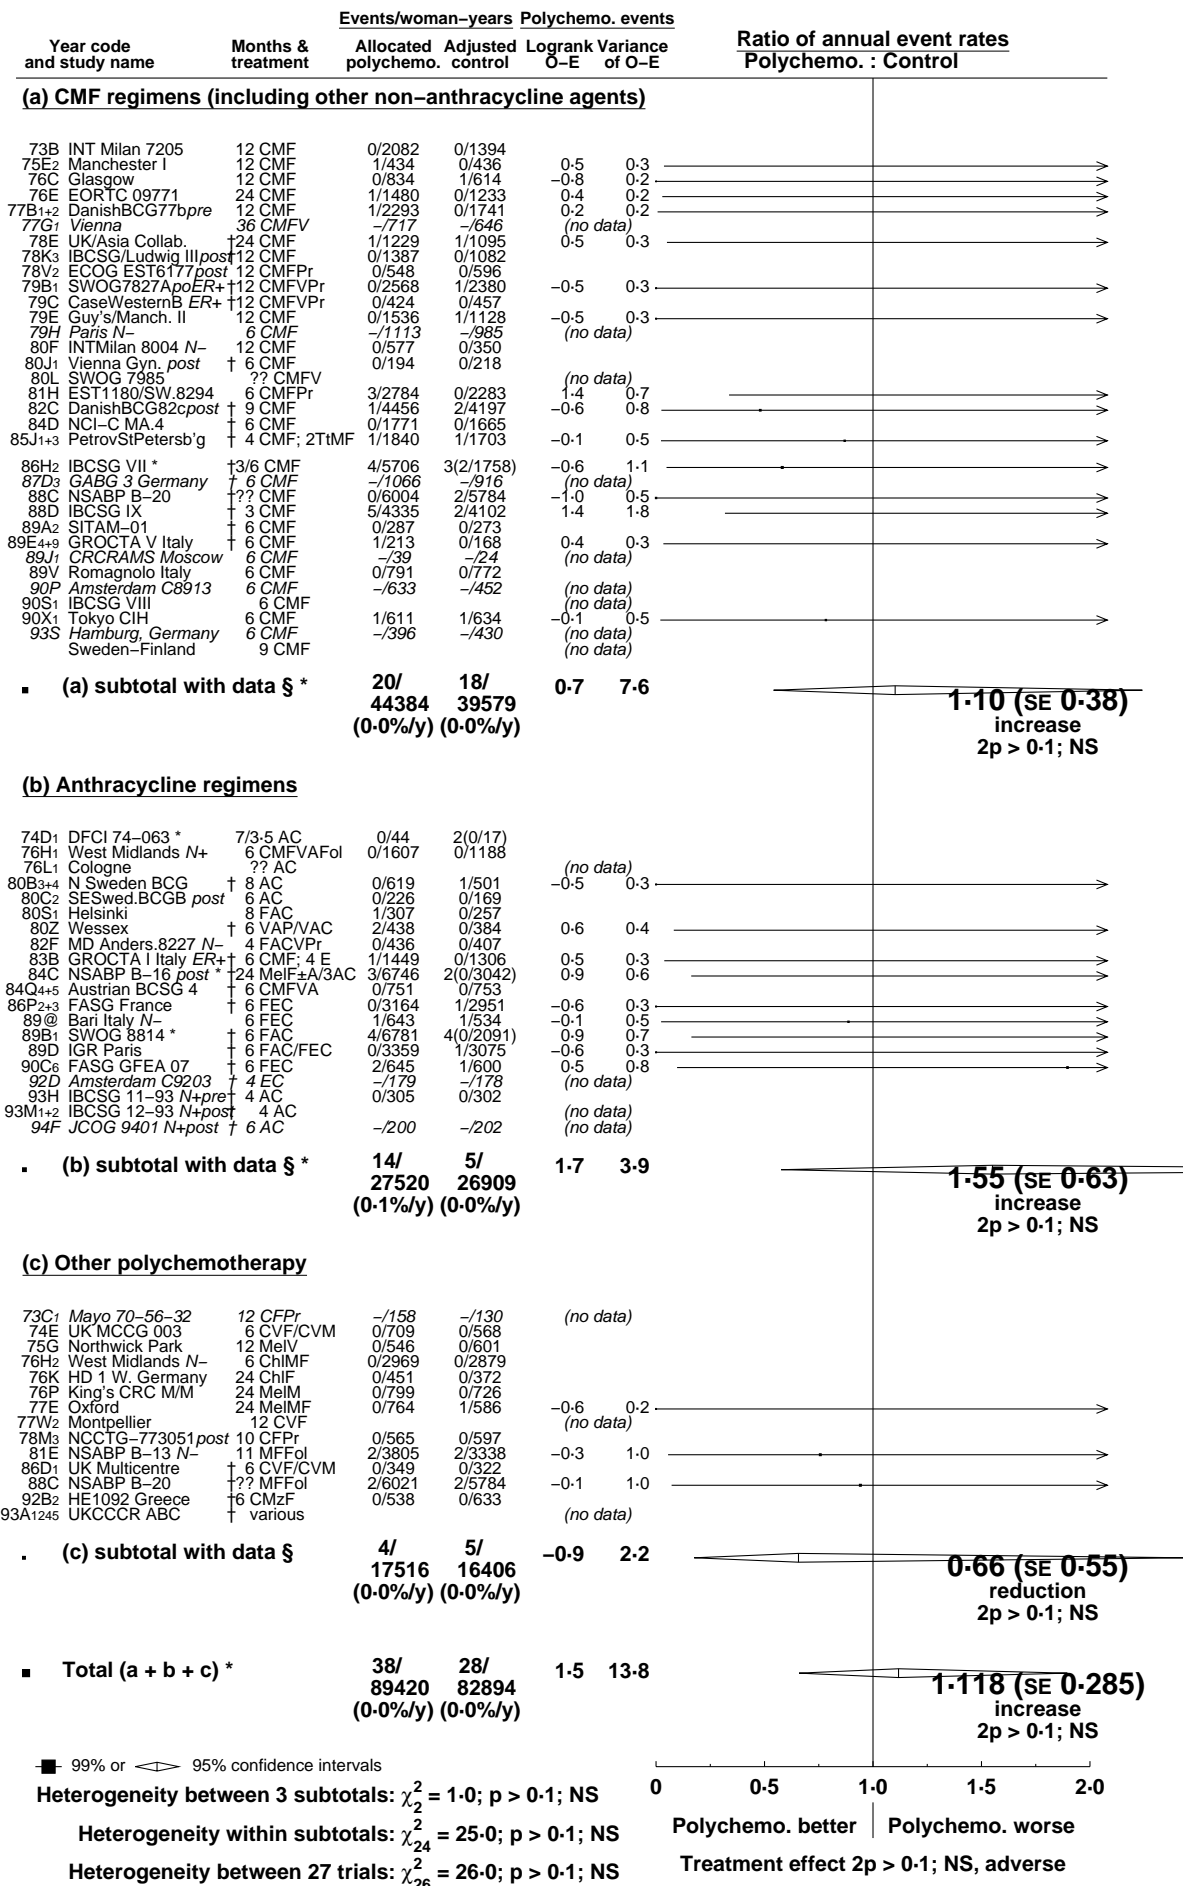 Events/woman–years Polychemo. events
Year code and study name Months & treatment Allocated polychemo. Adjusted control Logrank O–E Variance of O–E Ratio of annual event rates Polychemo. : Control
(a) CMF regimens (including other non–anthracycline agents)
73B INT Milan 7205 12 CMF 0/2082 0/1394
75E2 Manchester I 12 CMF 1/434 0/436 0·5 0·3
76C Glasgow 12 CMF 0/834 1/614 –0·8 0·2
76E EORTC 09771 24 CMF 1/1480 0/1233 0·4 0·2
77B1+2 DanishBCG77bpre 12 CMF 1/2293 0/1741 0·2 0·2
77G1 Vienna 36 CMFV –/717 –/646 (no data)
78E UK/Asia Collab. †24 CMF 1/1229 1/1095 0·5 0·3
78K3 IBCSG/Ludwig IIIpost†12 CMF 0/1387 0/1082
78V2 ECOG EST6177post 12 CMFPr 0/548 0/596
79B1 SWOG7827ApoER+†12 CMFVPr 0/2568 1/2380 –0·5 0·3
79C CaseWesternB ER+ †12 CMFVPr 0/424 0/457
79E Guy's/Manch. II 12 CMF 0/1536 1/1128 –0·5 0·3
79H Paris N– 6 CMF –/1113 –/985 (no data)
80F INTMilan 8004 N– 12 CMF 0/577 0/350
80J1 Vienna Gyn. post † 6 CMF 0/194 0/218
80L SWOG 7985 ?? CMFV (no data)
81H EST1180/SW.8294 6 CMFPr 3/2784 0/2283 1·4 0·7
82C DanishBCG82cpost † 9 CMF 1/4456 2/4197 –0·6 0·8
84D NCI–C MA.4 † 6 CMF 0/1771 0/1665
85J1+3 PetrovStPetersb'g † 4 CMF; 2TtMF 1/1840 1/1703 –0·1 0·5
86H2 IBCSG VII * †3/6 CMF 4/5706 3(2/1758) –0·6 1·1
87D3 GABG 3 Germany † 6 CMF –/1066 –/916 (no data)
88C NSABP B–20 †?? CMF 0/6004 2/5784 –1·0 0·5
88D IBCSG IX † 3 CMF 5/4335 2/4102 1·4 1·8
89A2 SITAM–01 † 6 CMF 0/287 0/273
89E4+9 GROCTA V Italy † 6 CMF 1/213 0/168 0·4 0·3
89J1 CRCRAMS Moscow 6 CMF –/39 –/24 (no data)
89V Romagnolo Italy 6 CMF 0/791 0/772
90P Amsterdam C8913 6 CMF –/633 –/452 (no data)
90S1 IBCSG VIII 6 CMF (no data)
90X1 Tokyo CIH 6 CMF 1/611 1/634 –0·1 0·5
93S Hamburg, Germany 6 CMF –/396 –/430 (no data)
Sweden–Finland 9 CMF (no data)
(a) subtotal with data § * 20/ 44384 (0·0%/y) 18/ 39579 (0·0%/y) 0·7 7·6 1·10 (SE 0·38) increase 2p > 0·1; NS
(b) Anthracycline regimens
74D1 DFCI 74–063 * 7/3·5 AC 0/44 2(0/17)
76H1 West Midlands N+ 6 CMFVAFol 0/1607 0/1188
76L1 Cologne ?? AC (no data)
80B3+4 N Sweden BCG † 8 AC 0/619 1/501 –0·5 0·3
80C2 SESwed.BCGB post 6 AC 0/226 0/169
80S1 Helsinki 8 FAC 1/307 0/257
80Z Wessex † 6 VAP/VAC 2/438 0/384 0·6 0·4
82F MD Anders.8227 N– 4 FACVPr 0/436 0/407
83B GROCTA I Italy ER+† 6 CMF; 4 E 1/1449 0/1306 0·5 0·3
84C NSABP B–16 post * †24 MelF±A/3AC 3/6746 2(0/3042) 0·9 0·6
84Q4+5 Austrian BCSG 4 † 6 CMFVA 0/751 0/753
86P2+3 FASG France † 6 FEC 0/3164 1/2951 –0·6 0·3
89@ Bari Italy N– 6 FEC 1/643 1/534 –0·1 0·5
89B1 SWOG 8814 * † 6 FAC 4/6781 4(0/2091) 0·9 0·7
89D IGR Paris † 6 FAC/FEC 0/3359 1/3075 –0·6 0·3
90C6 FASG GFEA 07 † 6 FEC 2/645 1/600 0·5 0·8
92D Amsterdam C9203 † 4 EC –/179 –/178 (no data)
93H IBCSG 11–93 N+pre† 4 AC 0/305 0/302
93M1+2 IBCSG 12–93 N+post† 4 AC (no data)
94F JCOG 9401 N+post † 6 AC –/200 –/202 (no data)
(b) subtotal with data § * 14/ 27520 (0·1%/y) 5/ 26909 (0·0%/y) 1·7 3·9 1·55 (SE 0·63) increase 2p > 0·1; NS
(c) Other polychemotherapy
73C1 Mayo 70–56–32 12 CFPr –/158 –/130 (no data)
74E UK MCCG 003 6 CVF/CVM 0/709 0/568
75G Northwick Park 12 MelV 0/546 0/601
76H2 West Midlands N– 6 ChlMF 0/2969 0/2879
76K HD 1 W. Germany 24 ChlF 0/451 0/372
76P King's CRC M/M 24 MelM 0/799 0/726
77E Oxford 24 MelMF 0/764 1/586 –0·6 0·2
77W2 Montpellier 12 CVF (no data)
78M3 NCCTG–773051post 10 CFPr 0/565 0/597
81E NSABP B–13 N– 11 MFFol 2/3805 2/3338 –0·3 1·0
86D1 UK Multicentre † 6 CVF/CVM 0/349 0/322
88C NSABP B–20 †?? MFFol 2/6021 2/5784 –0·1 1·0
92B2 HE1092 Greece †6 CMzF 0/538 0/633
93A1245 UKCCCR ABC † various (no data)
(c) subtotal with data § 4/ 17516 (0·0%/y) 5/ 16406 (0·0%/y) –0·9 2·2 0·66 (SE 0·55) reduction 2p > 0·1; NS
Total (a + b + c) * 38/ 89420 (0·0%/y) 28/ 82894 (0·0%/y) 1·5 13·8 1·118 (SE 0·285) increase 2p > 0·1; NS
99% or 95% confidence intervals
0 0·5 1·0 1·5 2·0
Heterogeneity between 3 subtotals: χ²₂ = 1·0; p > 0·1; NS
Polychemo. better Polychemo. worse
Heterogeneity within subtotals: χ²₂₄ = 25·0; p > 0·1; NS
Treatment effect 2p > 0·1; NS, adverse
Heterogeneity between 27 trials: χ²₂₆ = 26·0; p > 0·1; NS